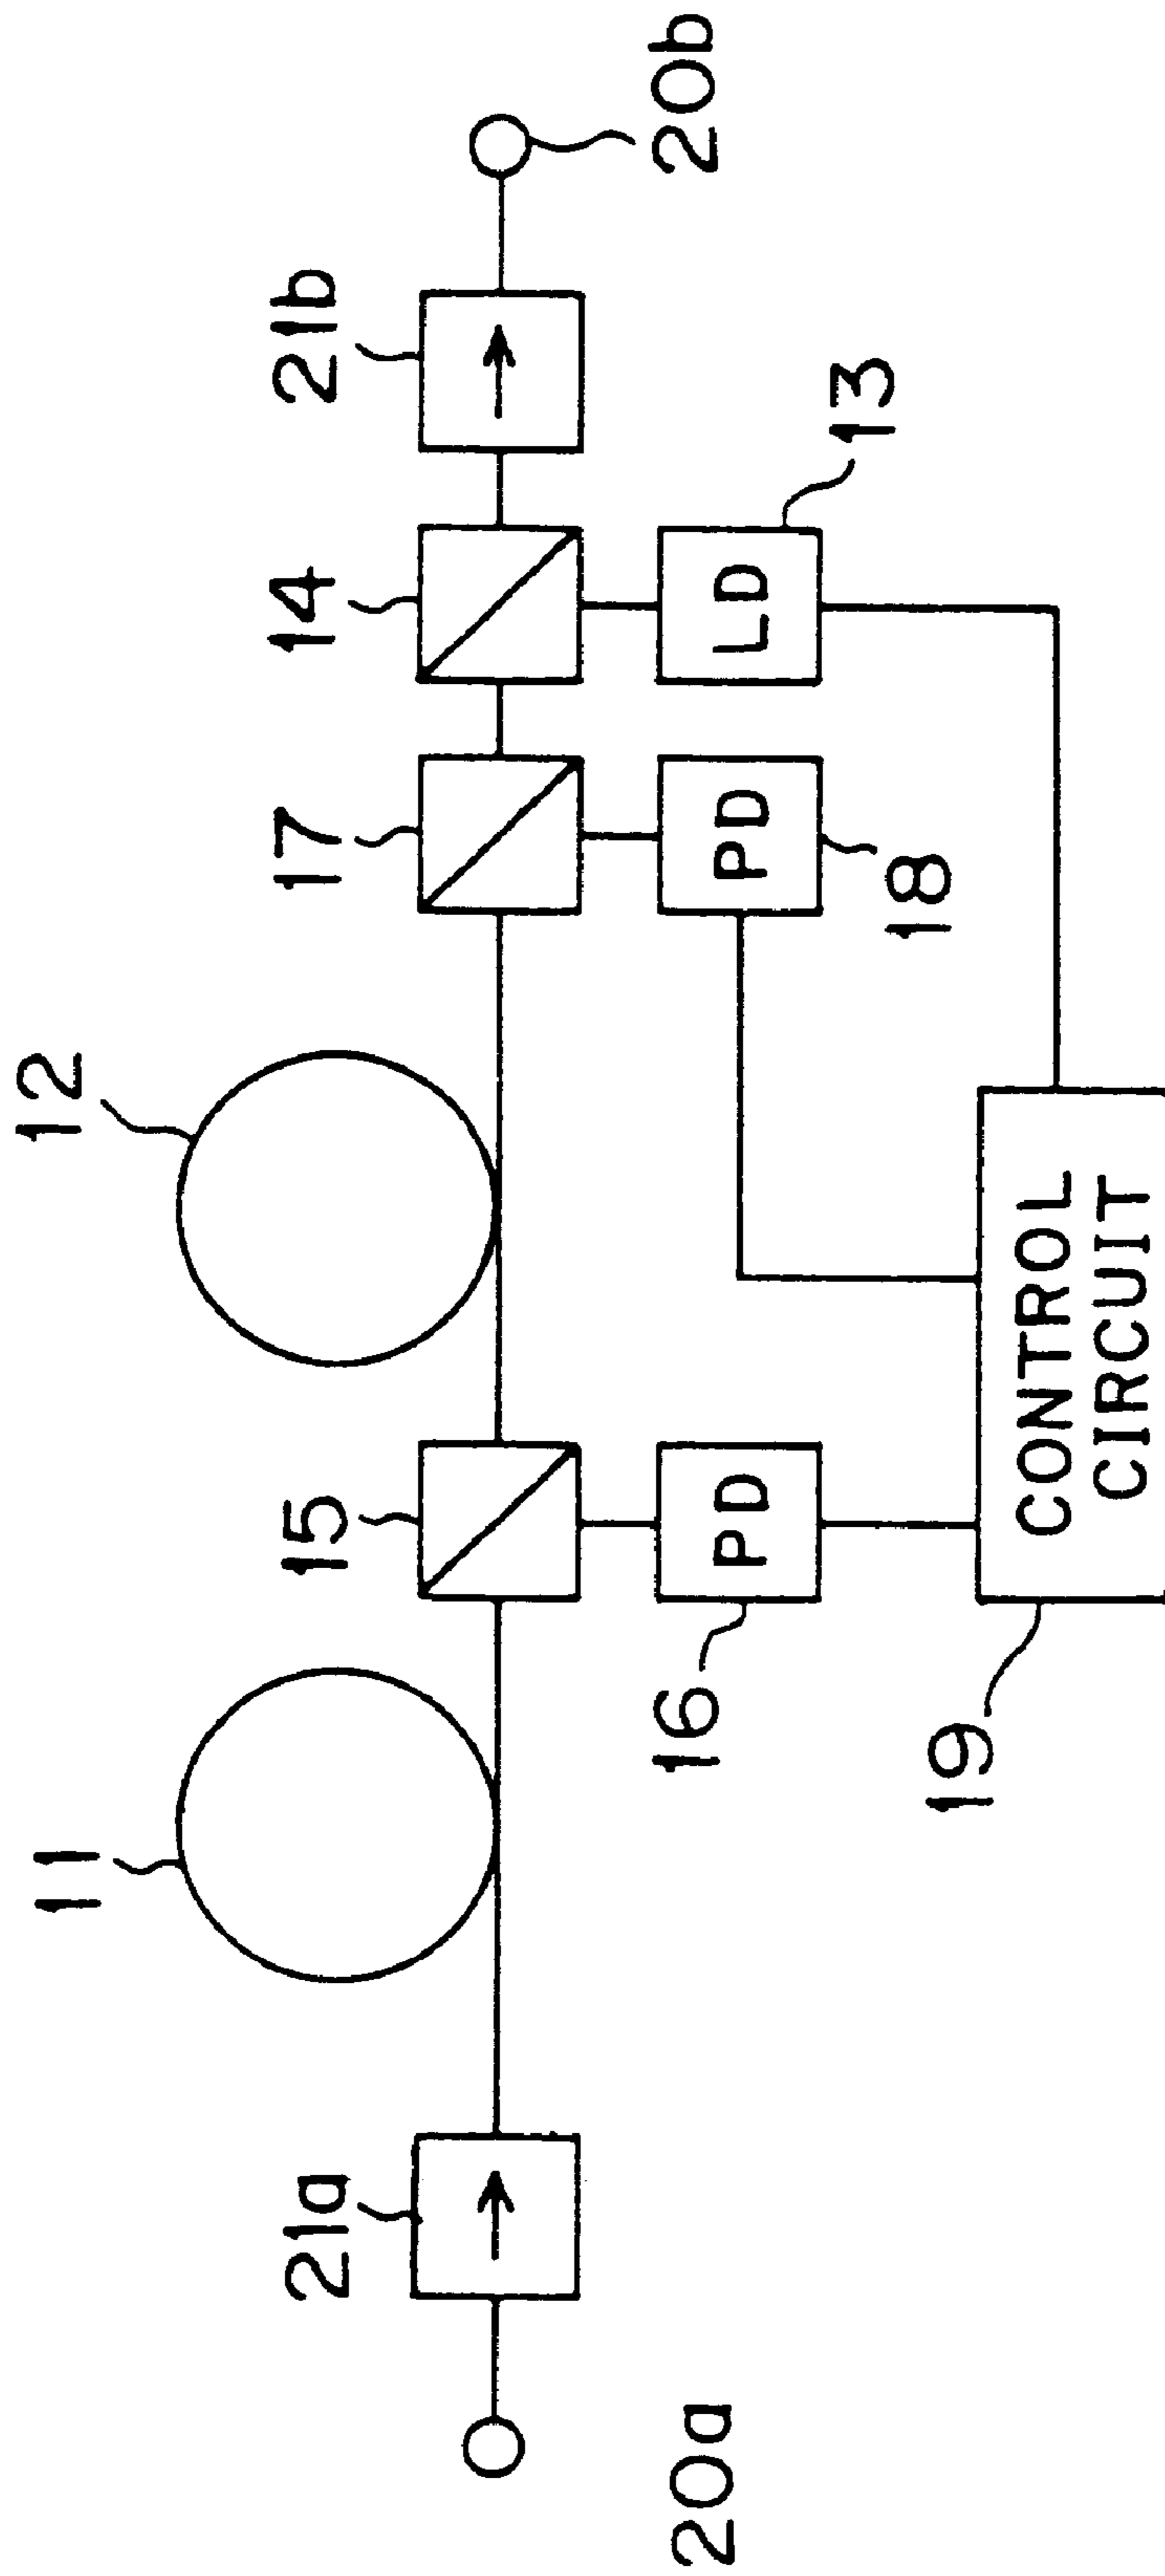 11
12
21a
15
17
14
21b
20a
16
PD
PD
18
LD
13
20b
19
CONTROL
CIRCUIT